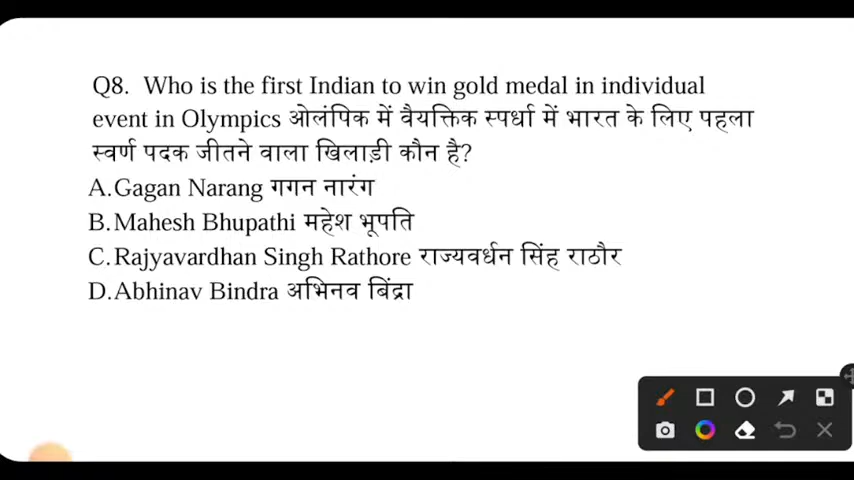 Q8. Who is the first Indian to win gold medal in individual
event in Olympics ओलंपिक में वैयक्तिक स्पर्धा में भारत के लिए पहला
स्वर्ण पदक जीतने वाला खिलाड़ी कौन है?
A.Gagan Narang गगन नारंग
B.Mahesh Bhupathi महेश भूपति
C.Rajyavardhan Singh Rathore राज्यवर्धन सिंह राठौर
D.Abhinav Bindra अभिनव बिंद्रा